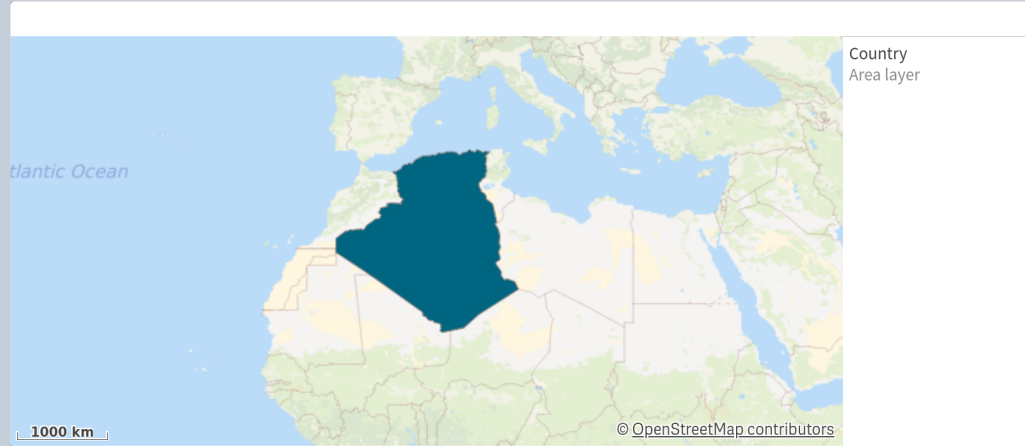 Country
Area layer
tlantic Ocean
1000 km
© OpenStreetMap contributors